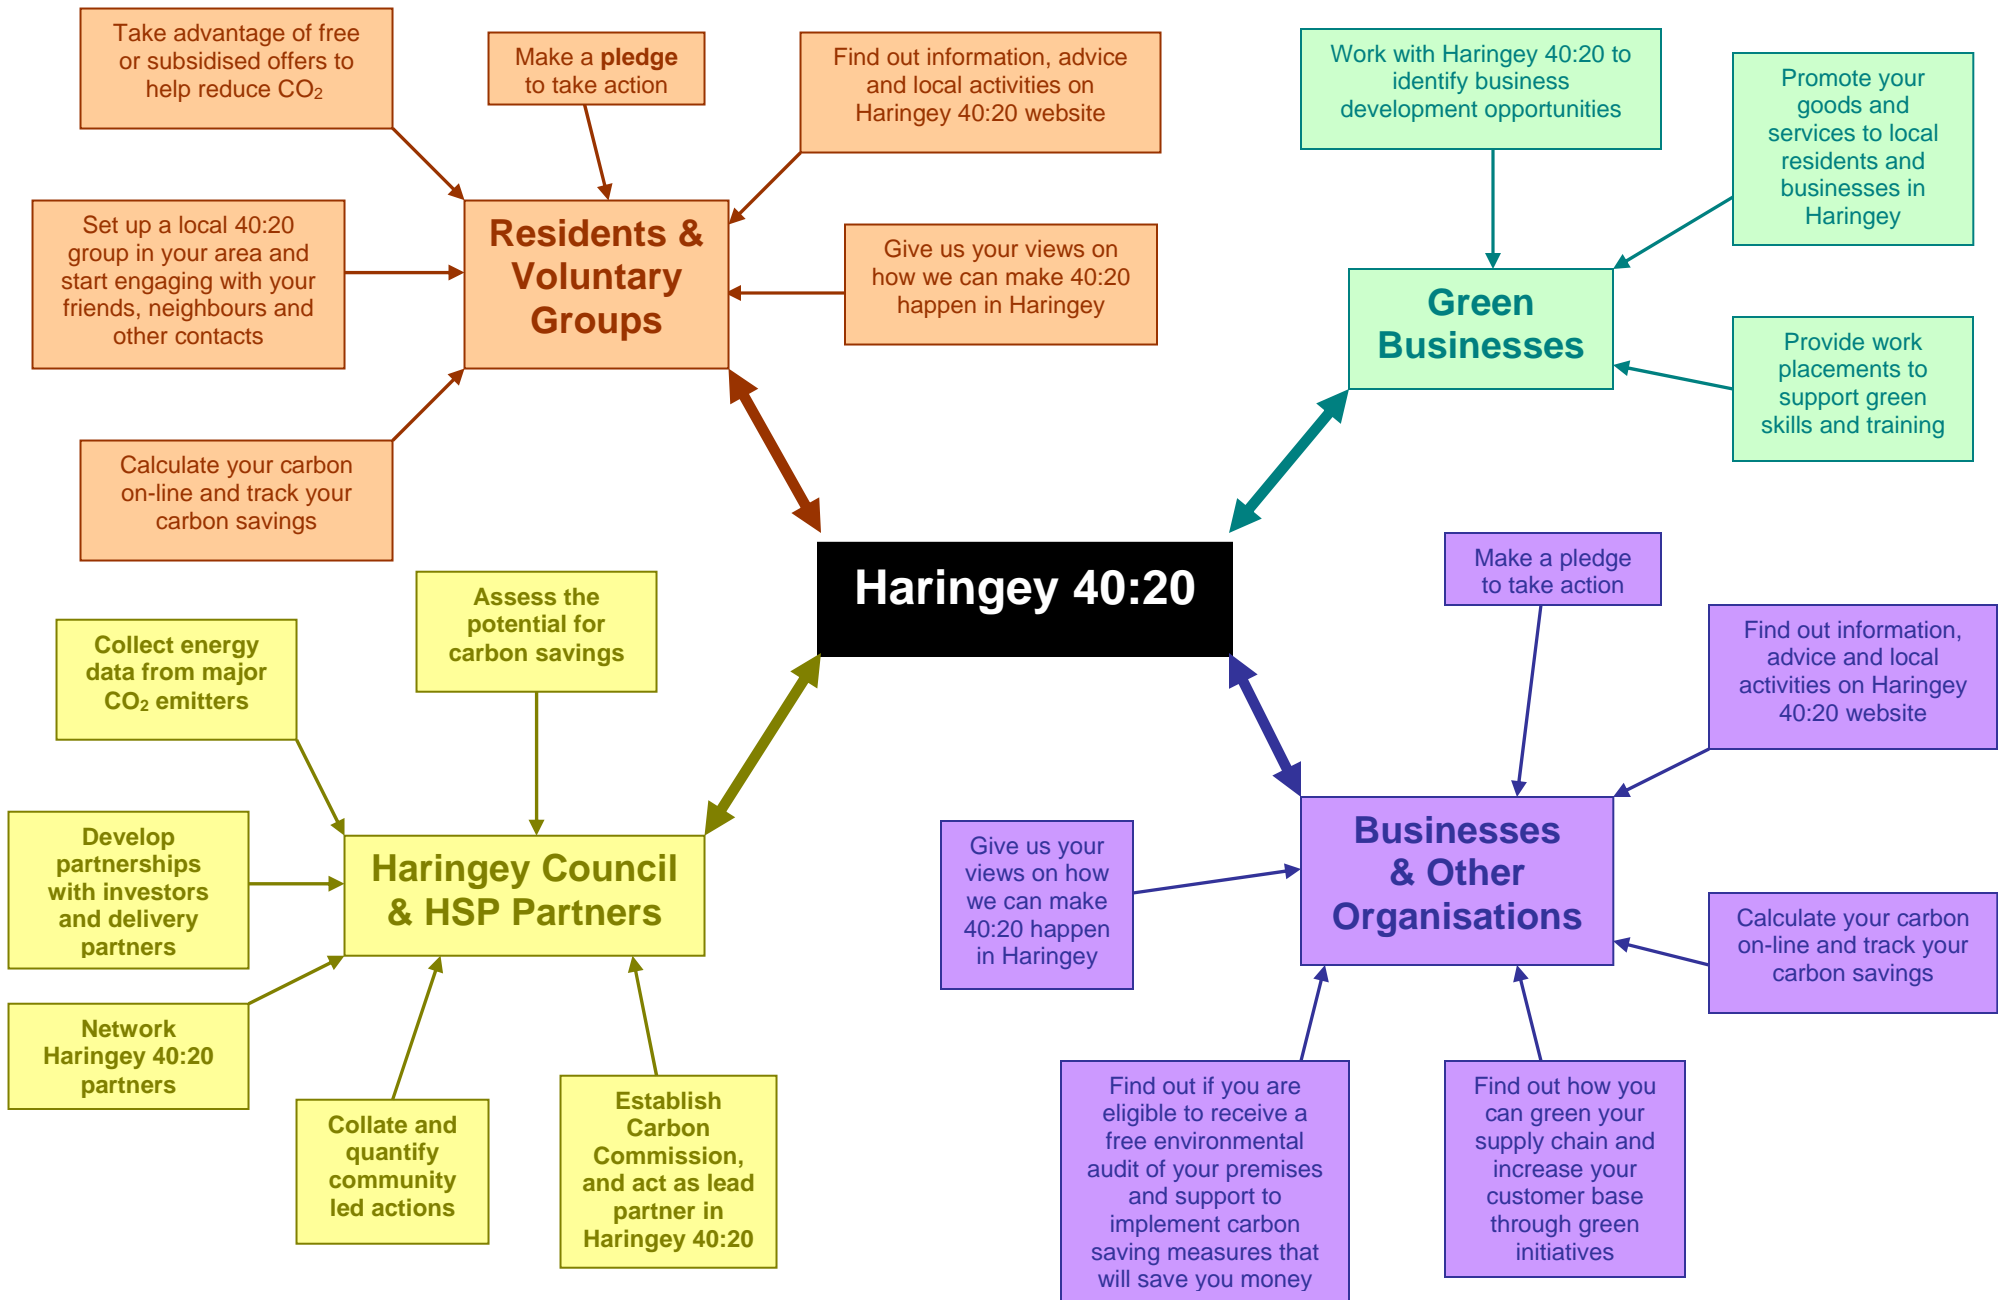 Take advantage of free
or subsidised offers to
help reduce CO₂
Make a pledge
to take action
Find out information, advice
and local activities on
Haringey 40:20 website
Set up a local 40:20
group in your area and
start engaging with your
friends, neighbours and
other contacts
Residents &
Voluntary
Groups
Give us your views on
how we can make 40:20
happen in Haringey
Calculate your carbon
on-line and track your
carbon savings
Work with Haringey 40:20 to
identify business
development opportunities
Promote your
goods and
services to local
residents and
businesses in
Haringey
Green
Businesses
Provide work
placements to
support green
skills and training
Haringey 40:20
Assess the
potential for
carbon savings
Collect energy
data from major
CO₂ emitters
Develop
partnerships
with investors
and delivery
partners
Haringey Council
& HSP Partners
Network
Haringey 40:20
partners
Collate and
quantify
community
led actions
Establish
Carbon
Commission,
and act as lead
partner in
Haringey 40:20
Make a pledge
to take action
Find out information,
advice and local
activities on Haringey
40:20 website
Give us your
views on how
we can make
40:20 happen
in Haringey
Businesses
& Other
Organisations
Calculate your carbon
on-line and track your
carbon savings
Find out if you are
eligible to receive a
free environmental
audit of your premises
and support to
implement carbon
saving measures that
will save you money
Find out how you
can green your
supply chain and
increase your
customer base
through green
initiatives